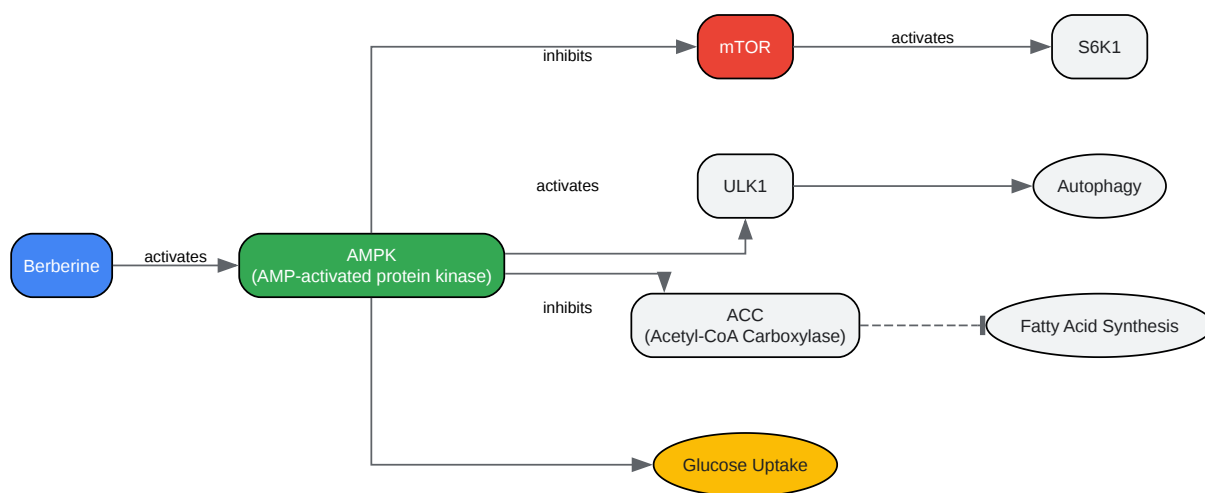 inhibits
mTOR
activates
S6K1
activates
ULK1
Autophagy
Berberine
activates
AMPK
(AMP-activated protein kinase)
inhibits
ACC
(Acetyl-CoA Carboxylase)
Fatty Acid Synthesis
Glucose Uptake